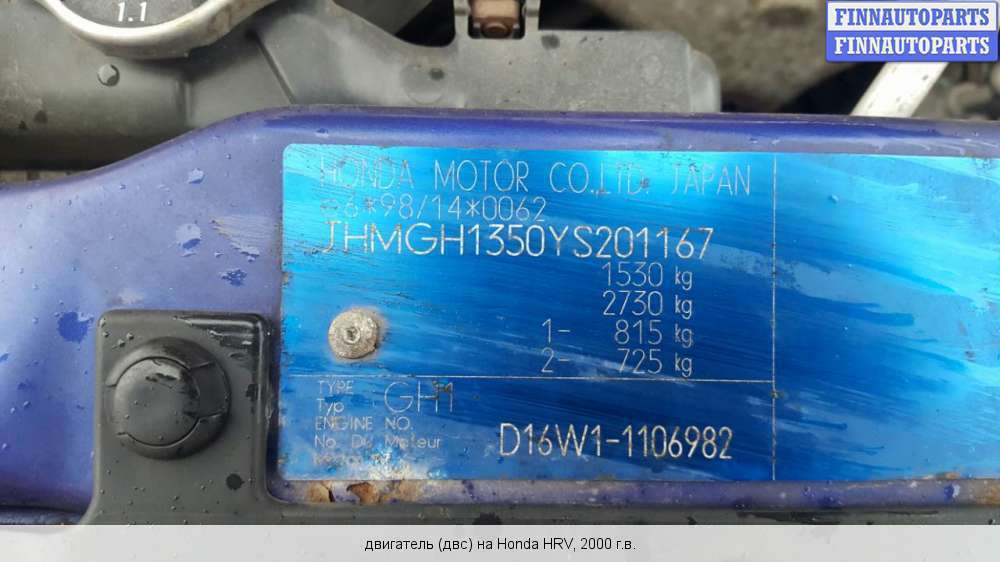 1.1
FINNAUTOPARTS
FINNAUTOPARTS
HONDA MOTOR CO.LTD. JAPAN
e6*98/14*0062
JHMGH1350YS201167
1530 kg
2730 kg
1- 815 kg
2- 725 kg
TYPE
Typ GH1
ENGINE NO.
No. Du Moteur D16W1-1106982
двигатель (двс) на Honda HRV, 2000 г.в.